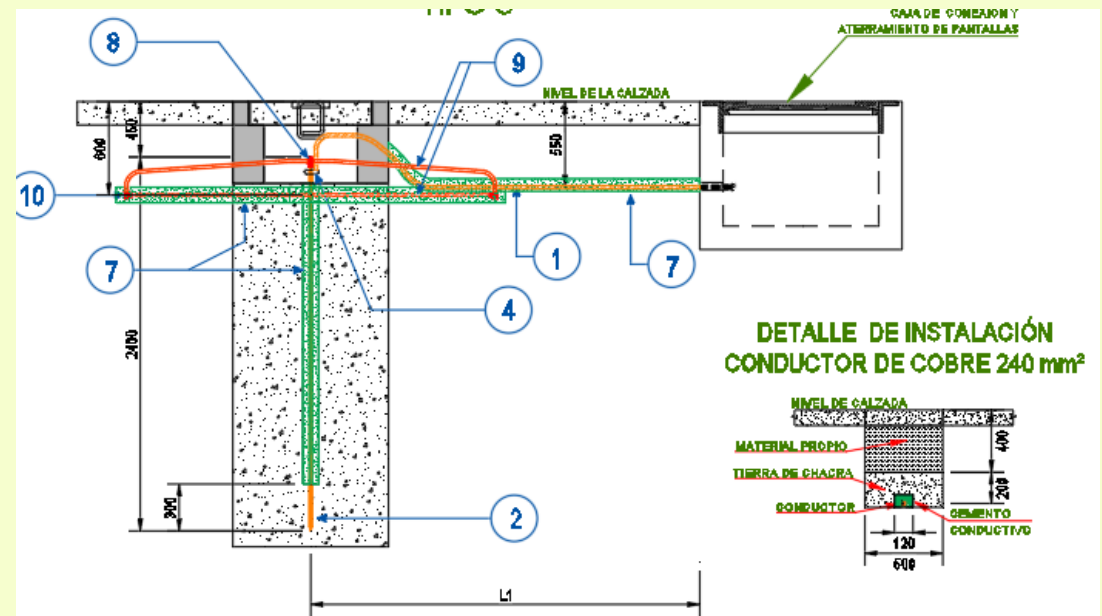 CAJA DE CONEXION Y
ATERRAMIENTO DE PANTALLAS
8
9
NIVEL DE LA CALZADA
450
600
550
10
7
1
7
4
2400
DETALLE DE INSTALACIÓN
CONDUCTOR DE COBRE 240 mm²
NIVEL DE CALZADA
MATERIAL PROPIO
400
TIERRA DE CHACRA
200
300
2
CONDUCTOR
CEMENTO
CONDUCTIVO
120
600
L1